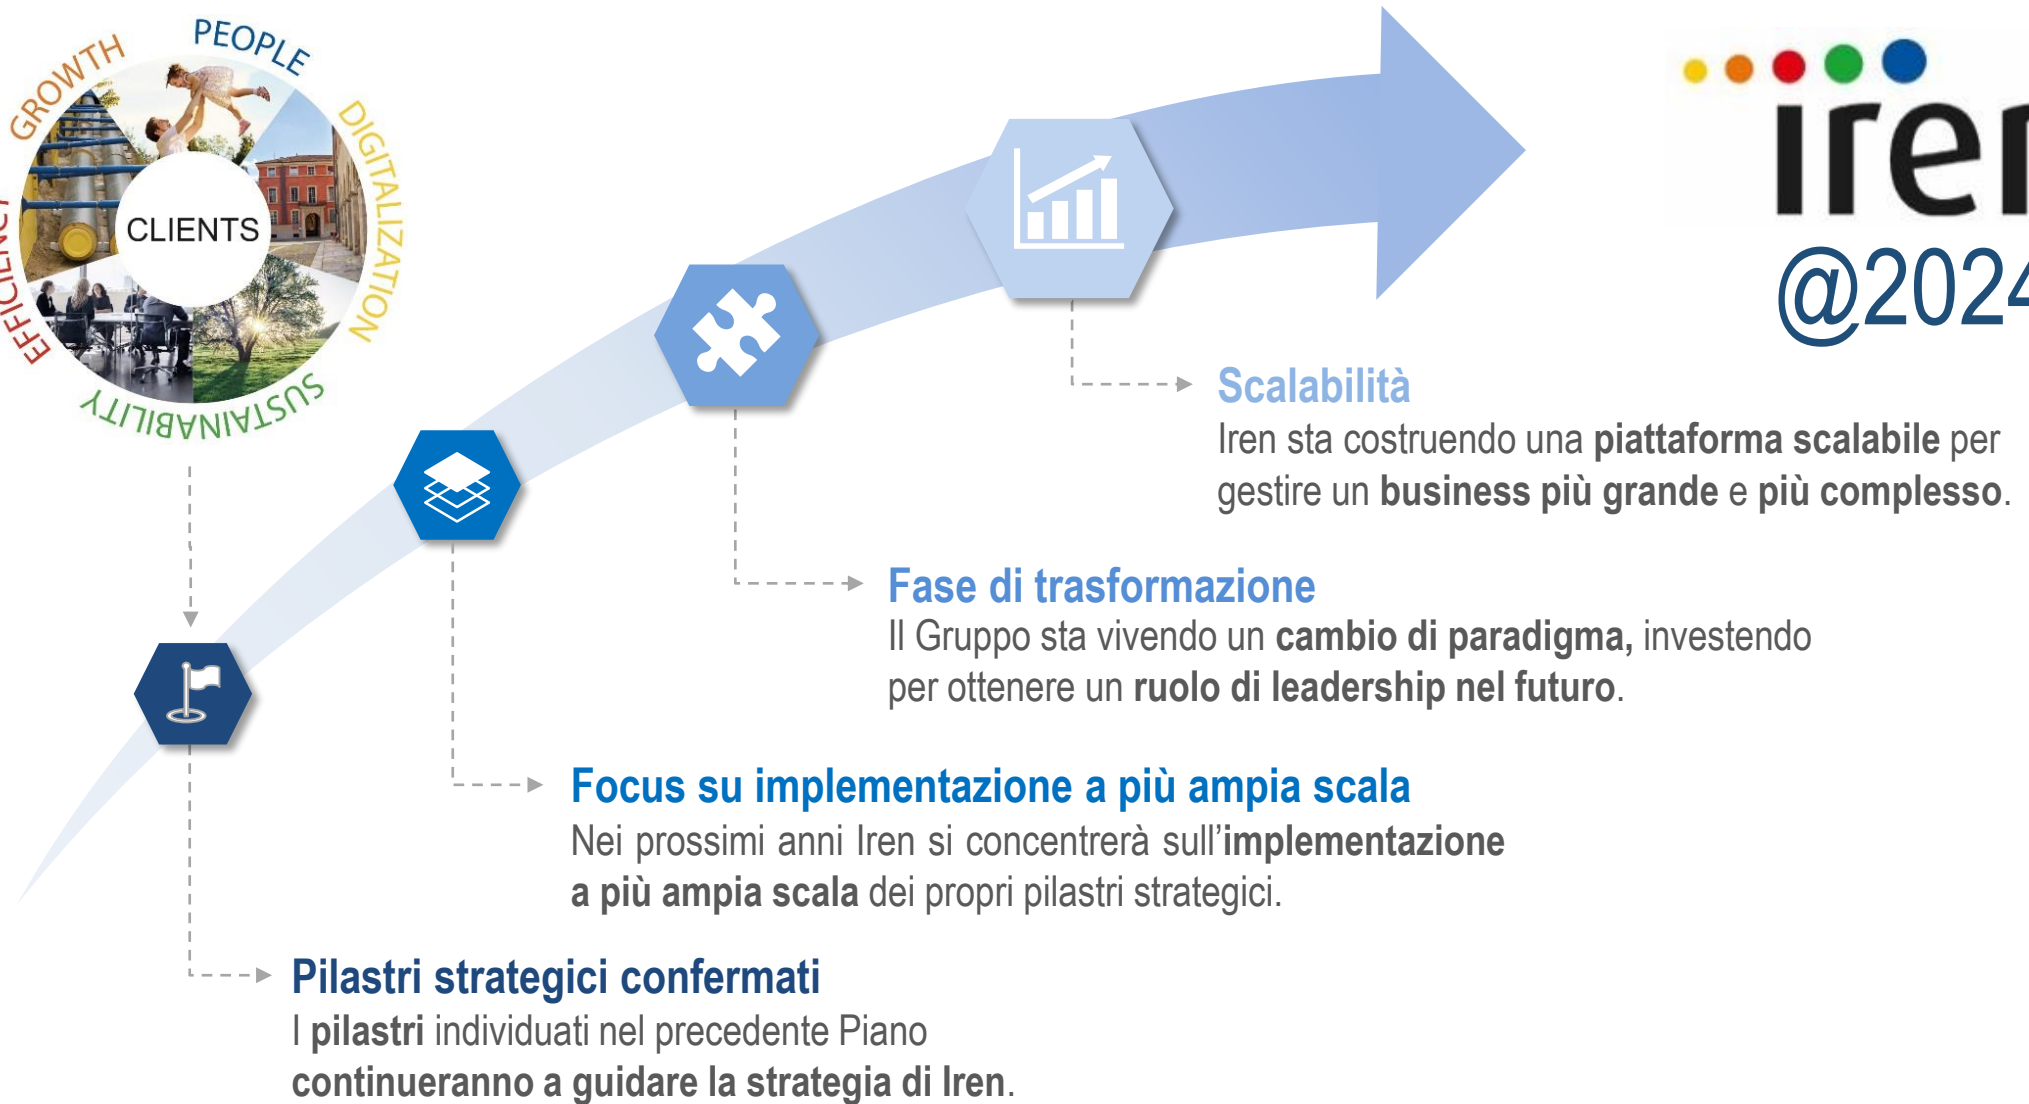 GROWTH
PEOPLE
DIGITALIZATION
EFFICIENCY
SUSTAINABILITY
CLIENTS
iren
@2024
Scalabilità
Iren sta costruendo una piattaforma scalabile per
gestire un business più grande e più complesso.
Fase di trasformazione
Il Gruppo sta vivendo un cambio di paradigma, investendo
per ottenere un ruolo di leadership nel futuro.
Focus su implementazione a più ampia scala
Nei prossimi anni Iren si concentrerà sull’implementazione
a più ampia scala dei propri pilastri strategici.
Pilastri strategici confermati
I pilastri individuati nel precedente Piano
continueranno a guidare la strategia di Iren.